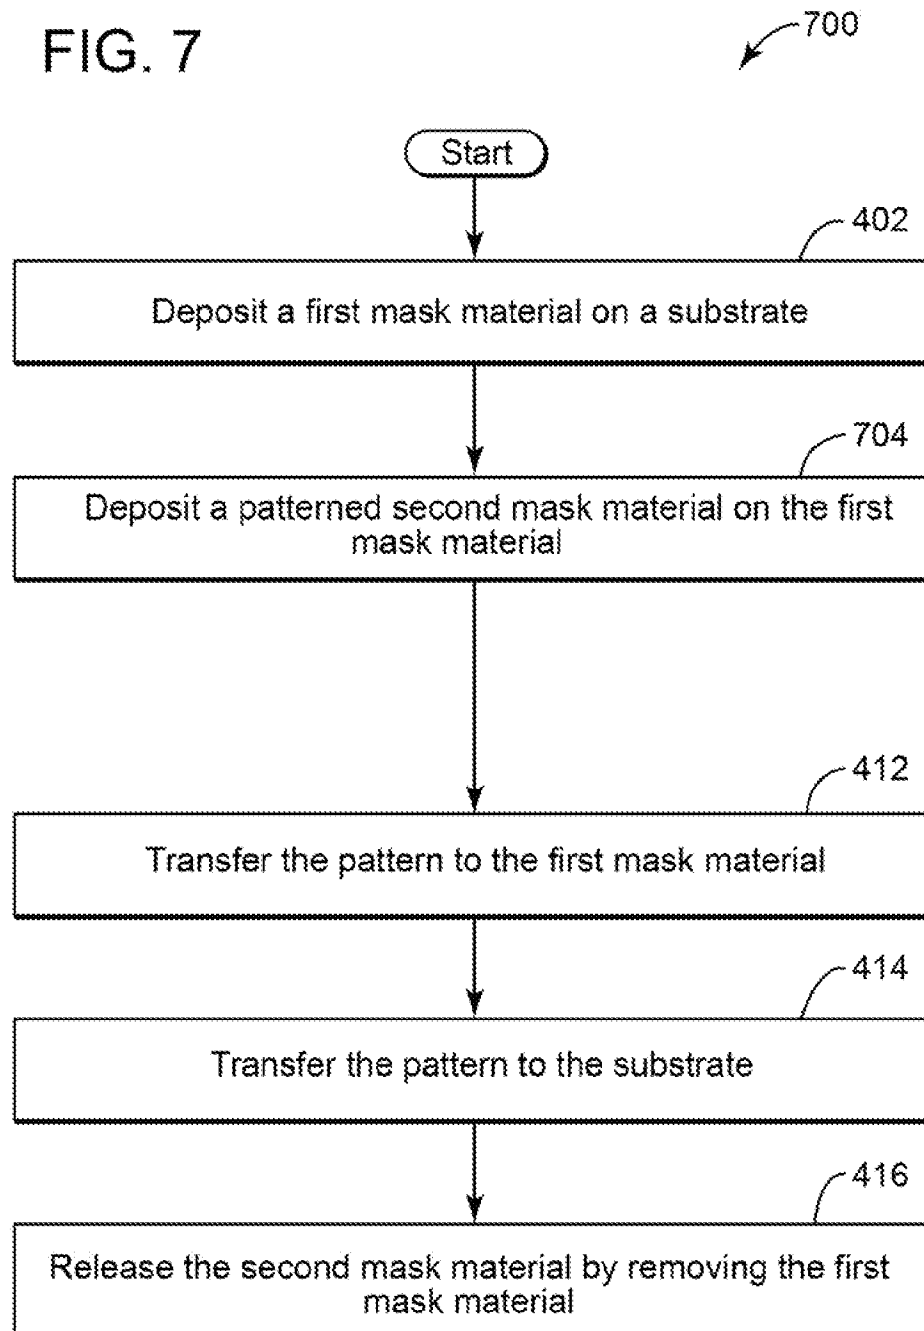 FIG. 7
700
Start
402
Deposit a first mask material on a substrate
704
Deposit a patterned second mask material on the first
mask material
412
Transfer the pattern to the first mask material
414
Transfer the pattern to the substrate
416
Release the second mask material by removing the first
mask material